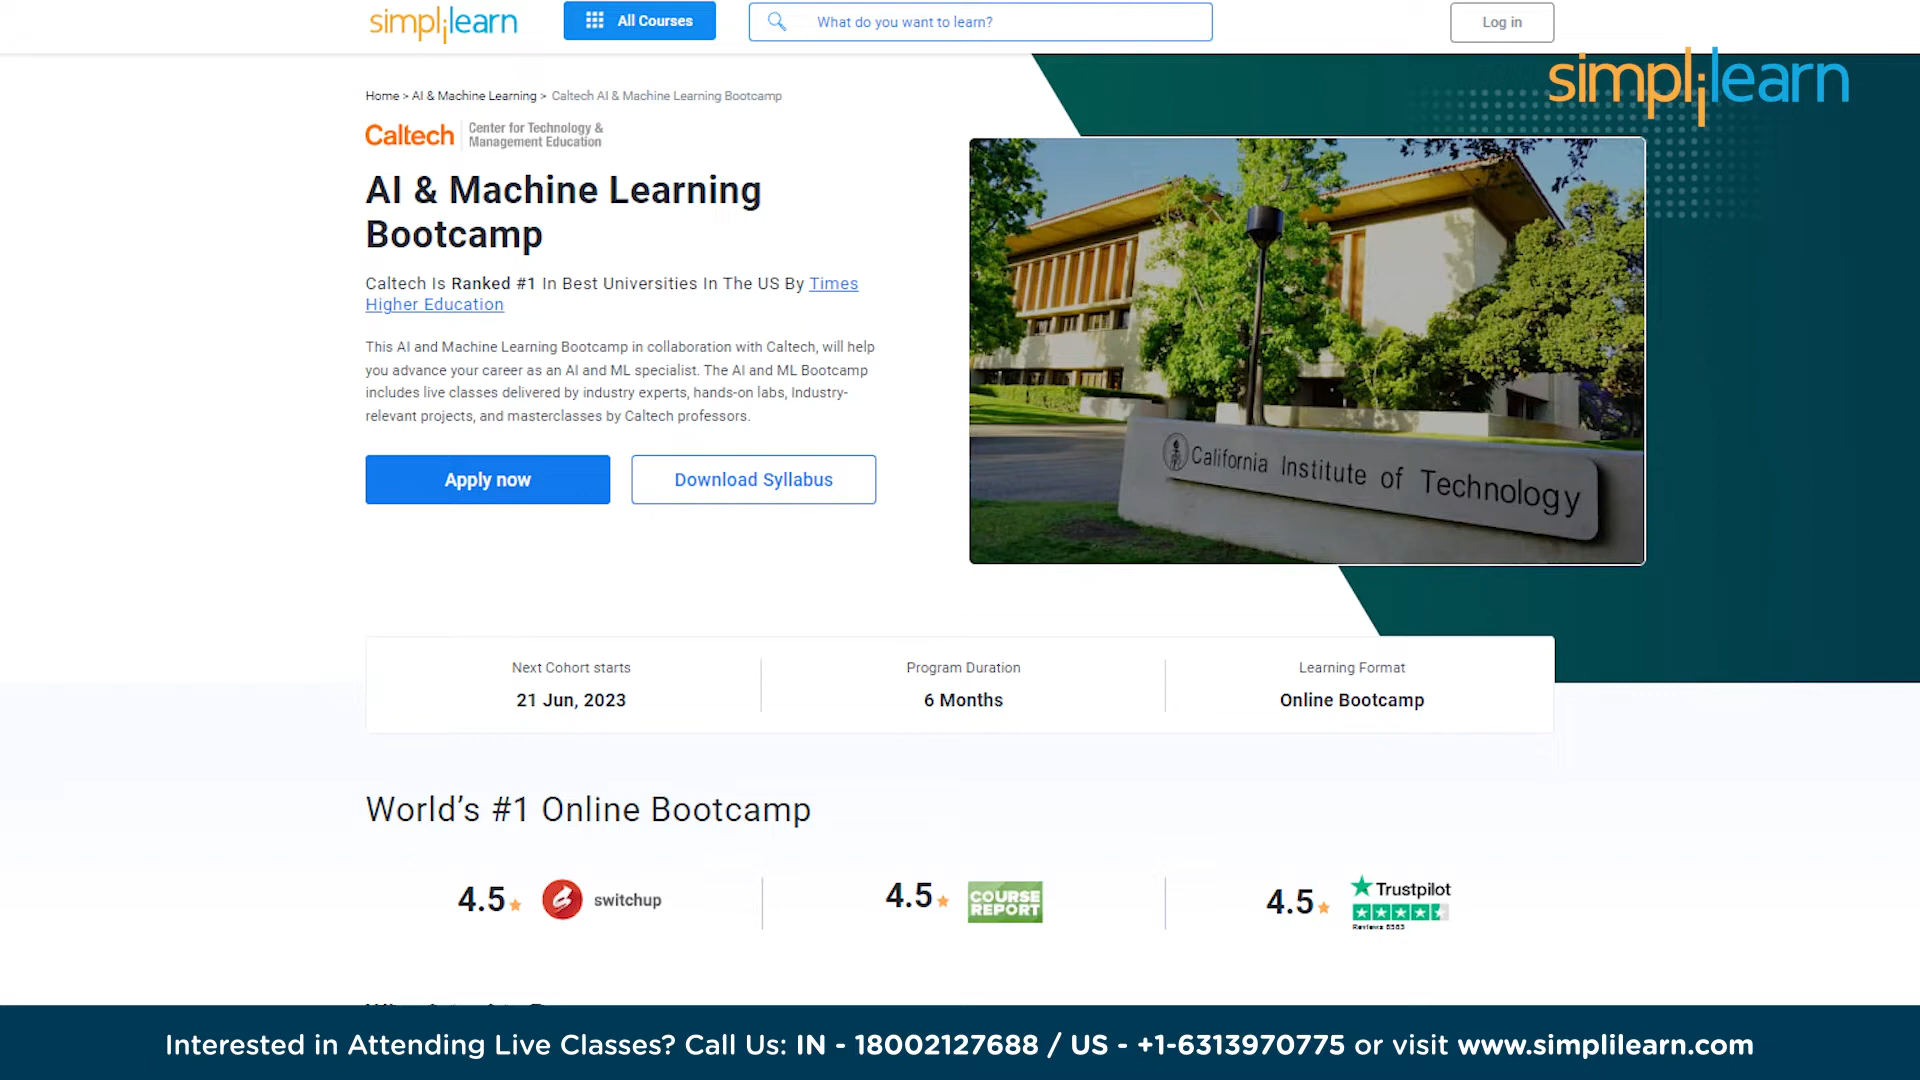 simplilearn
All Courses
What do you want to learn?
Log in
simplilearn
Home > AI & Machine Learning > Caltech AI & Machine Learning Bootcamp
Caltech
Center for Technology &
Management Education
AI & Machine Learning
Bootcamp
Caltech Is Ranked #1 In Best Universities In The US By Times
Higher Education
This AI and Machine Learning Bootcamp in collaboration with Caltech, will help
you advance your career as an AI and ML specialist. The AI and ML Bootcamp
includes live classes delivered by industry experts, hands-on labs, Industry-
relevant projects, and masterclasses by Caltech professors.
Apply now
Download Syllabus
California Institute of Technology
Next Cohort starts
21 Jun, 2023
Program Duration
6 Months
Learning Format
Online Bootcamp
World's #1 Online Bootcamp
4.5
switchup
4.5
COURSE
REPORT
4.5
Trustpilot
Reviews
Interested in Attending Live Classes? Call Us: IN - 18002127688 / US - +1-6313970775 or visit www.simplilearn.com